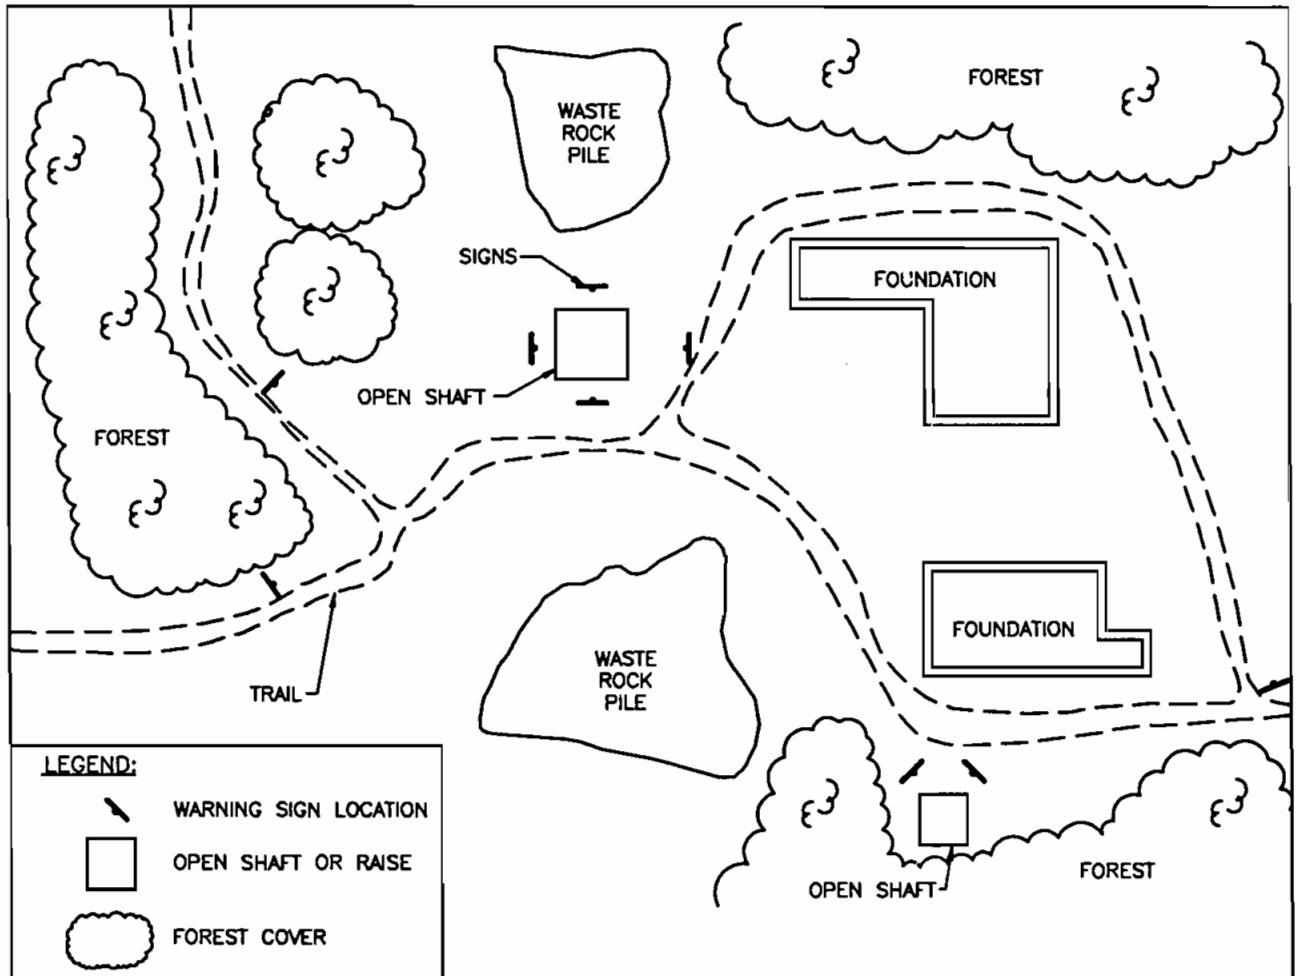 FOREST
WASTE
ROCK
PILE
SIGNS
FOUNDATION
OPEN SHAFT
FOREST
FOUNDATION
WASTE
ROCK
PILE
TRAIL
LEGEND:
WARNING SIGN LOCATION
OPEN SHAFT OR RAISE
FOREST COVER
OPEN SHAFT
FOREST